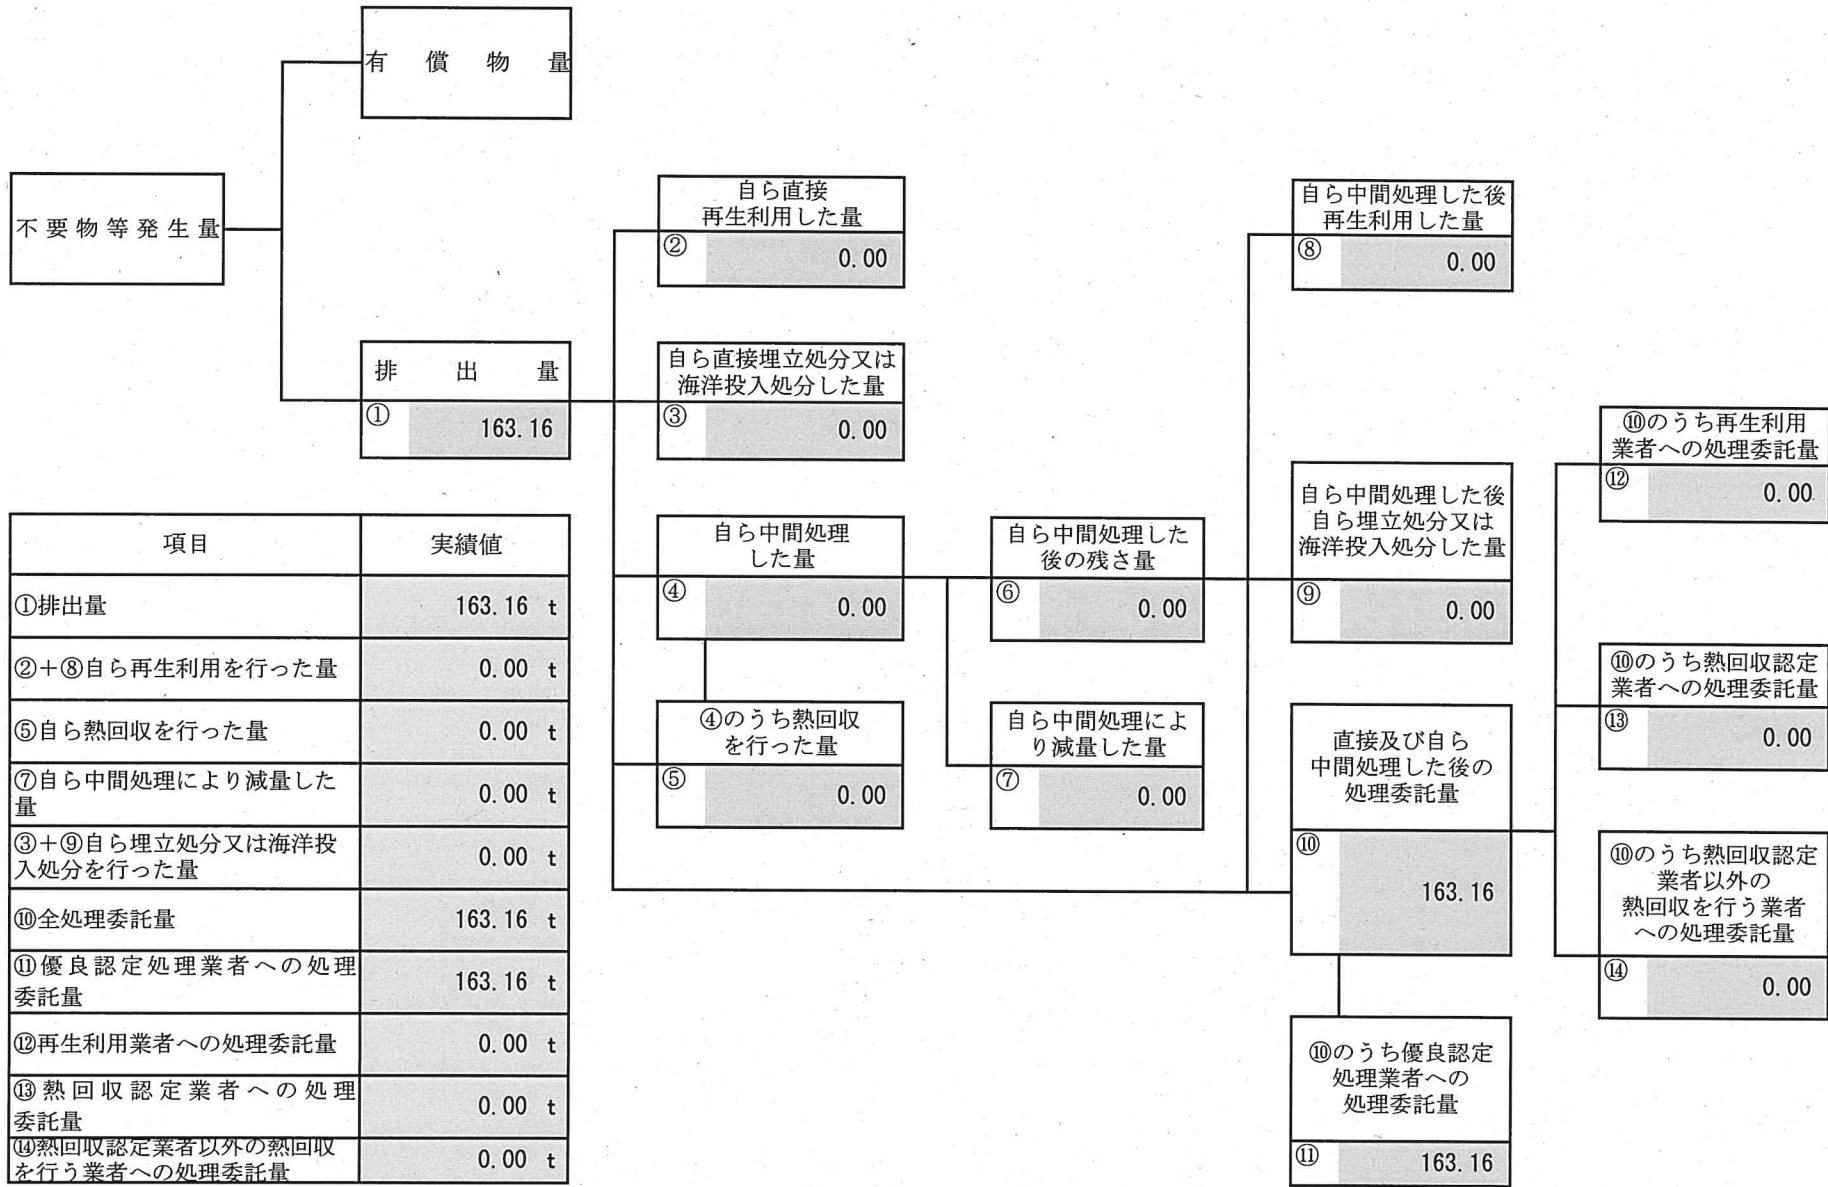 有償物量
不要物等発生量
排出量
① 163.16
自ら直接
再生利用した量
② 0.00
自ら直接埋立処分又は
海洋投入処分した量
③ 0.00
自ら中間処理
した量
④ 0.00
④のうち熱回収
を行った量
⑤ 0.00
自ら中間処理した
後の残さ量
⑥ 0.00
自ら中間処理によ
り減量した量
⑦ 0.00
自ら中間処理した後
再生利用した量
⑧ 0.00
自ら中間処理した後
自ら埋立処分又は
海洋投入処分した量
⑨ 0.00
直接及び自ら
中間処理した後の
処理委託量
⑩ 163.16
⑩のうち優良認定
処理業者への
処理委託量
⑪ 163.16
⑩のうち再生利用
業者への処理委託量
⑫ 0.00
⑩のうち熱回収認定
業者への処理委託量
⑬ 0.00
⑩のうち熱回収認定
業者以外の
熱回収を行う業者
への処理委託量
⑭ 0.00
項目 実績値
①排出量 163.16 t
②+⑧自ら再生利用を行った量 0.00 t
⑤自ら熱回収を行った量 0.00 t
⑦自ら中間処理により減量した
量 0.00 t
③+⑨自ら埋立処分又は海洋投
入処分を行った量 0.00 t
⑩全処理委託量 163.16 t
⑪優良認定処理業者への処理
委託量 163.16 t
⑫再生利用業者への処理委託量 0.00 t
⑬熱回収認定業者への処理
委託量 0.00 t
⑭熱回収認定業者以外の熱回収
を行う業者への処理委託量 0.00 t